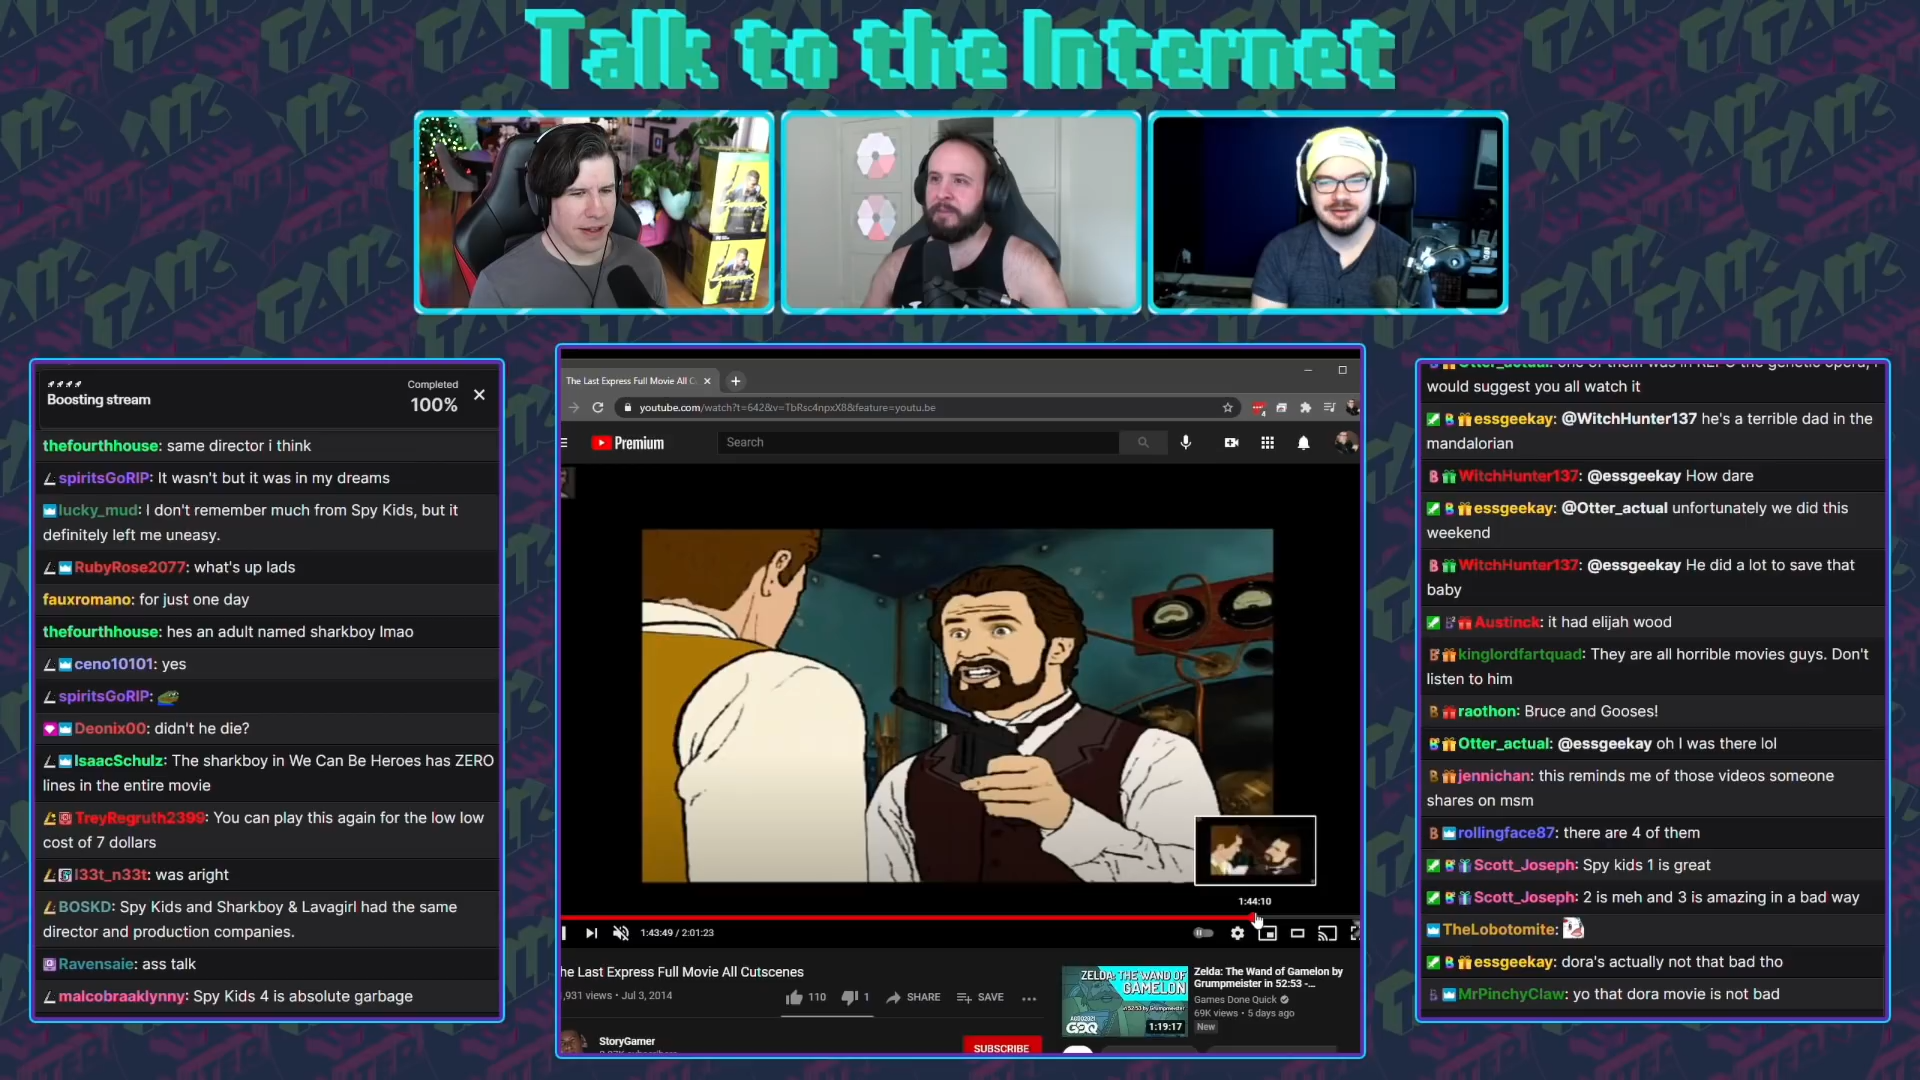 Talk to the Internet
Completed
Boosting stream
100%
thefourthhouse: same director i think
spiritsGoRIP: It wasn't but it was in my dreams
lucky_mud: I don't remember much from Spy Kids, but it
definitely left me uneasy.
RubyRose2077: what's up lads
fauxromano: for just one day
thefourthhouse: hes an adult named sharkboy lmao
ceno10101: yes
spiritsGoRIP:
Deonix00: didn't he die?
IsaacSchulz: The sharkboy in We Can Be Heroes has ZERO
lines in the entire movie
TreyRegruth2399: You can play this again for the low low
cost of 7 dollars
l33t_n33t: was aright
BOSKD: Spy Kids and Sharkboy & Lavagirl had the same
director and production companies.
Ravensaie: ass talk
malcobraaklynny: Spy Kids 4 is absolute garbage
The Last Express Full Movie All C
youtube.com/watch?t=642&v=TbRsc4npxX8&feature=youtu.be
Premium
Search
1:44:10
1:43:49 / 2:01:23
he Last Express Full Movie All Cutscenes
,931 views • Jul 3, 2014
110
1
SHARE
SAVE
StoryGamer
SUBSCRIBE
ZELDA: THE WAND OF
GAMELON
in 52:53 by Grumpmeister
AGDQ2021
GDQ
1:19:17
Zelda: The Wand of Gamelon by
Grumpmeister in 52:53 -...
Games Done Quick
69K views • 5 days ago
New
would suggest you all watch it
essgeekay: @WitchHunter137 he's a terrible dad in the
mandalorian
WitchHunter137: @essgeekay How dare
essgeekay: @Otter_actual unfortunately we did this
weekend
WitchHunter137: @essgeekay He did a lot to save that
baby
Austinck: it had elijah wood
kinglordfartquad: They are all horrible movies guys. Don't
listen to him
raothon: Bruce and Gooses!
Otter_actual: @essgeekay oh I was there lol
jennichan: this reminds me of those videos someone
shares on msm
rollingface87: there are 4 of them
Scott_Joseph: Spy kids 1 is great
Scott_Joseph: 2 is meh and 3 is amazing in a bad way
TheLobotomite:
essgeekay: dora's actually not that bad tho
MrPinchyClaw: yo that dora movie is not bad